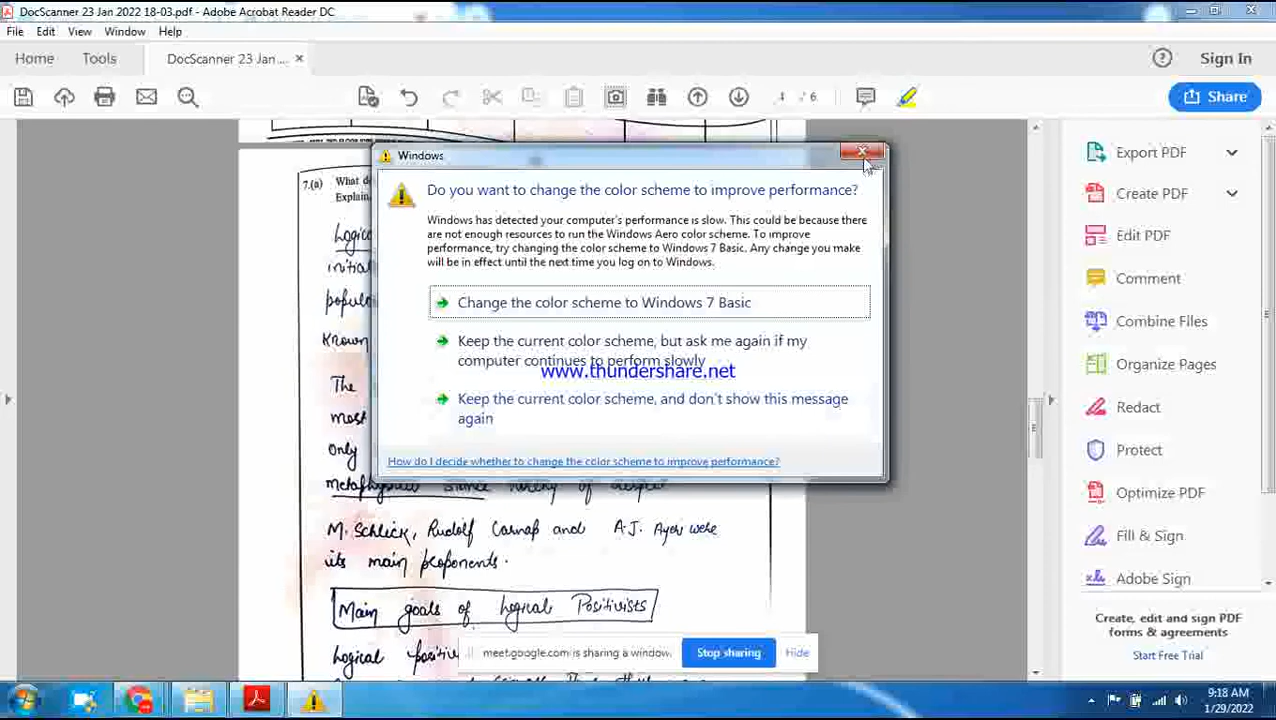 DocScanner 23 Jan 2022 18-03.pdf - Adobe Acrobat Reader DC
File Edit View Window Help
Home Tools DocScanner 23 Jan ... Sign In
/ 6
Share
7.(a) What
Explain
Windows
Do you want to change the color scheme to improve performance?
Windows has detected your computer's performance is slow. This could be because there
are not enough resources to run the Windows Aero color scheme. To improve
performance, try changing the color scheme to Windows 7 Basic. Any change you make
will be in effect until the next time you log on to Windows.
Change the color scheme to Windows 7 Basic
Keep the current color scheme, but ask me again if my
computer continues to perform slowly
www.thundershare.net
Keep the current color scheme, and don't show this message
again
How do I decide whether to change the color scheme to improve performance?
Known
The
most
only
metaphysical
M. Schlick, Rudolf Carnap and A.J. Ayer were
its main proponents.
Main goals of Logical Positivists
Logical
meet.google.com is sharing a window.
Stop sharing
Hide
Export PDF
Create PDF
Edit PDF
Comment
Combine Files
Organize Pages
Redact
Protect
Optimize PDF
Fill & Sign
Adobe Sign
Create, edit and sign PDF
forms & agreements
Start Free Trial
9:18 AM
1/29/2022